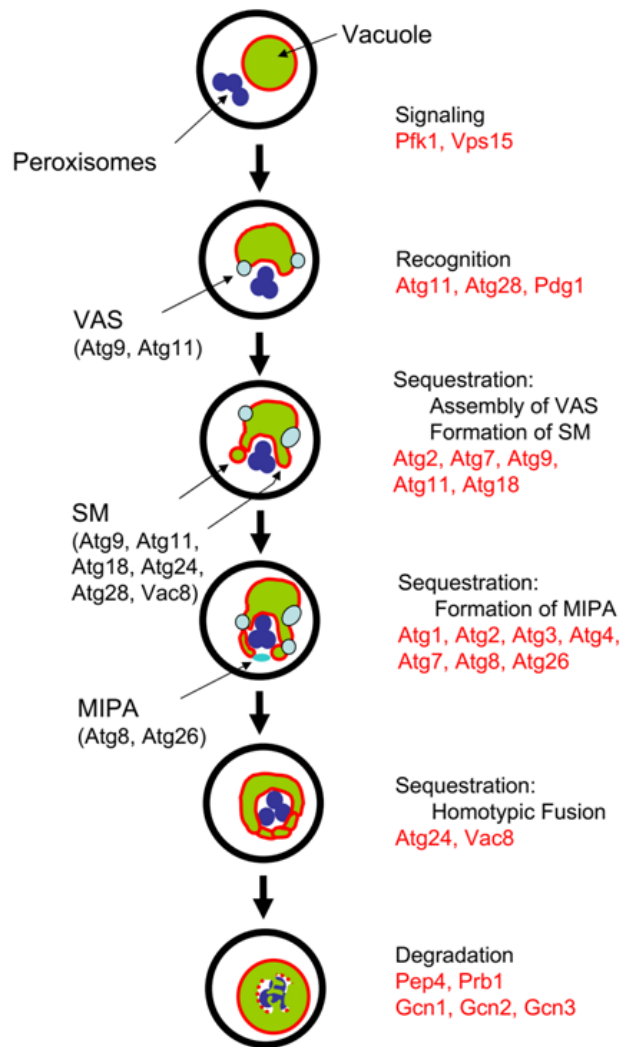 Vacuole
Peroxisomes
Signaling
Pfk1, Vps15
Recognition
Atg11, Atg28, Pdg1
VAS
(Atg9, Atg11)
Sequestration:
Assembly of VAS
Formation of SM
Atg2, Atg7, Atg9,
Atg11, Atg18
SM
(Atg9, Atg11,
Atg18, Atg24,
Atg28, Vac8)
Sequestration:
Formation of MIPA
Atg1, Atg2, Atg3, Atg4,
Atg7, Atg8, Atg26
MIPA
(Atg8, Atg26)
Sequestration:
Homotypic Fusion
Atg24, Vac8
Degradation
Pep4, Prb1
Gcn1, Gcn2, Gcn3